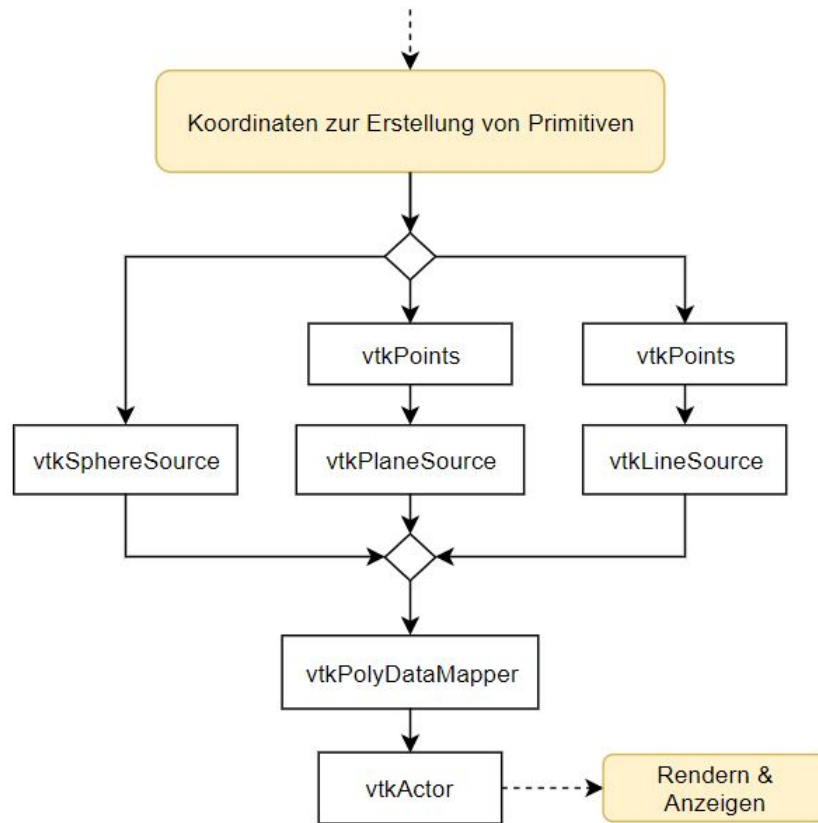 Koordinaten zur Erstellung von Primitiven
vtkPoints
vtkPoints
vtkSphereSource
vtkPlaneSource
vtkLineSource
vtkPolyDataMapper
vtkActor
Rendern &
Anzeigen